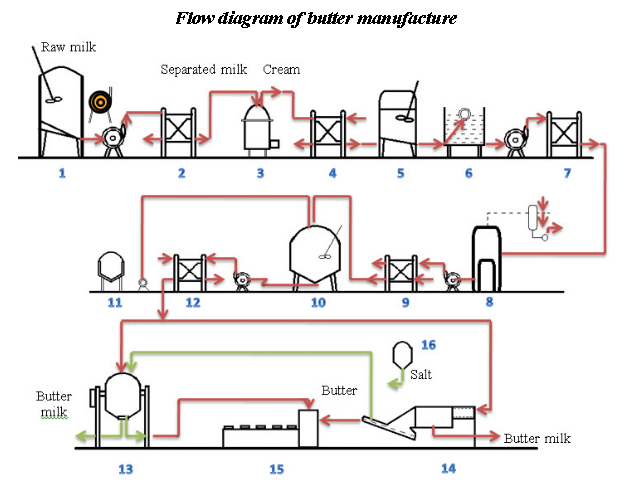 Flow diagram of butter manufacture
Raw milk
Separated milk Cream
1 2 3 4 5 6 7
11 12 10 9 8
16
Salt
Butter
Butter
milk
Butter milk
13 15 14